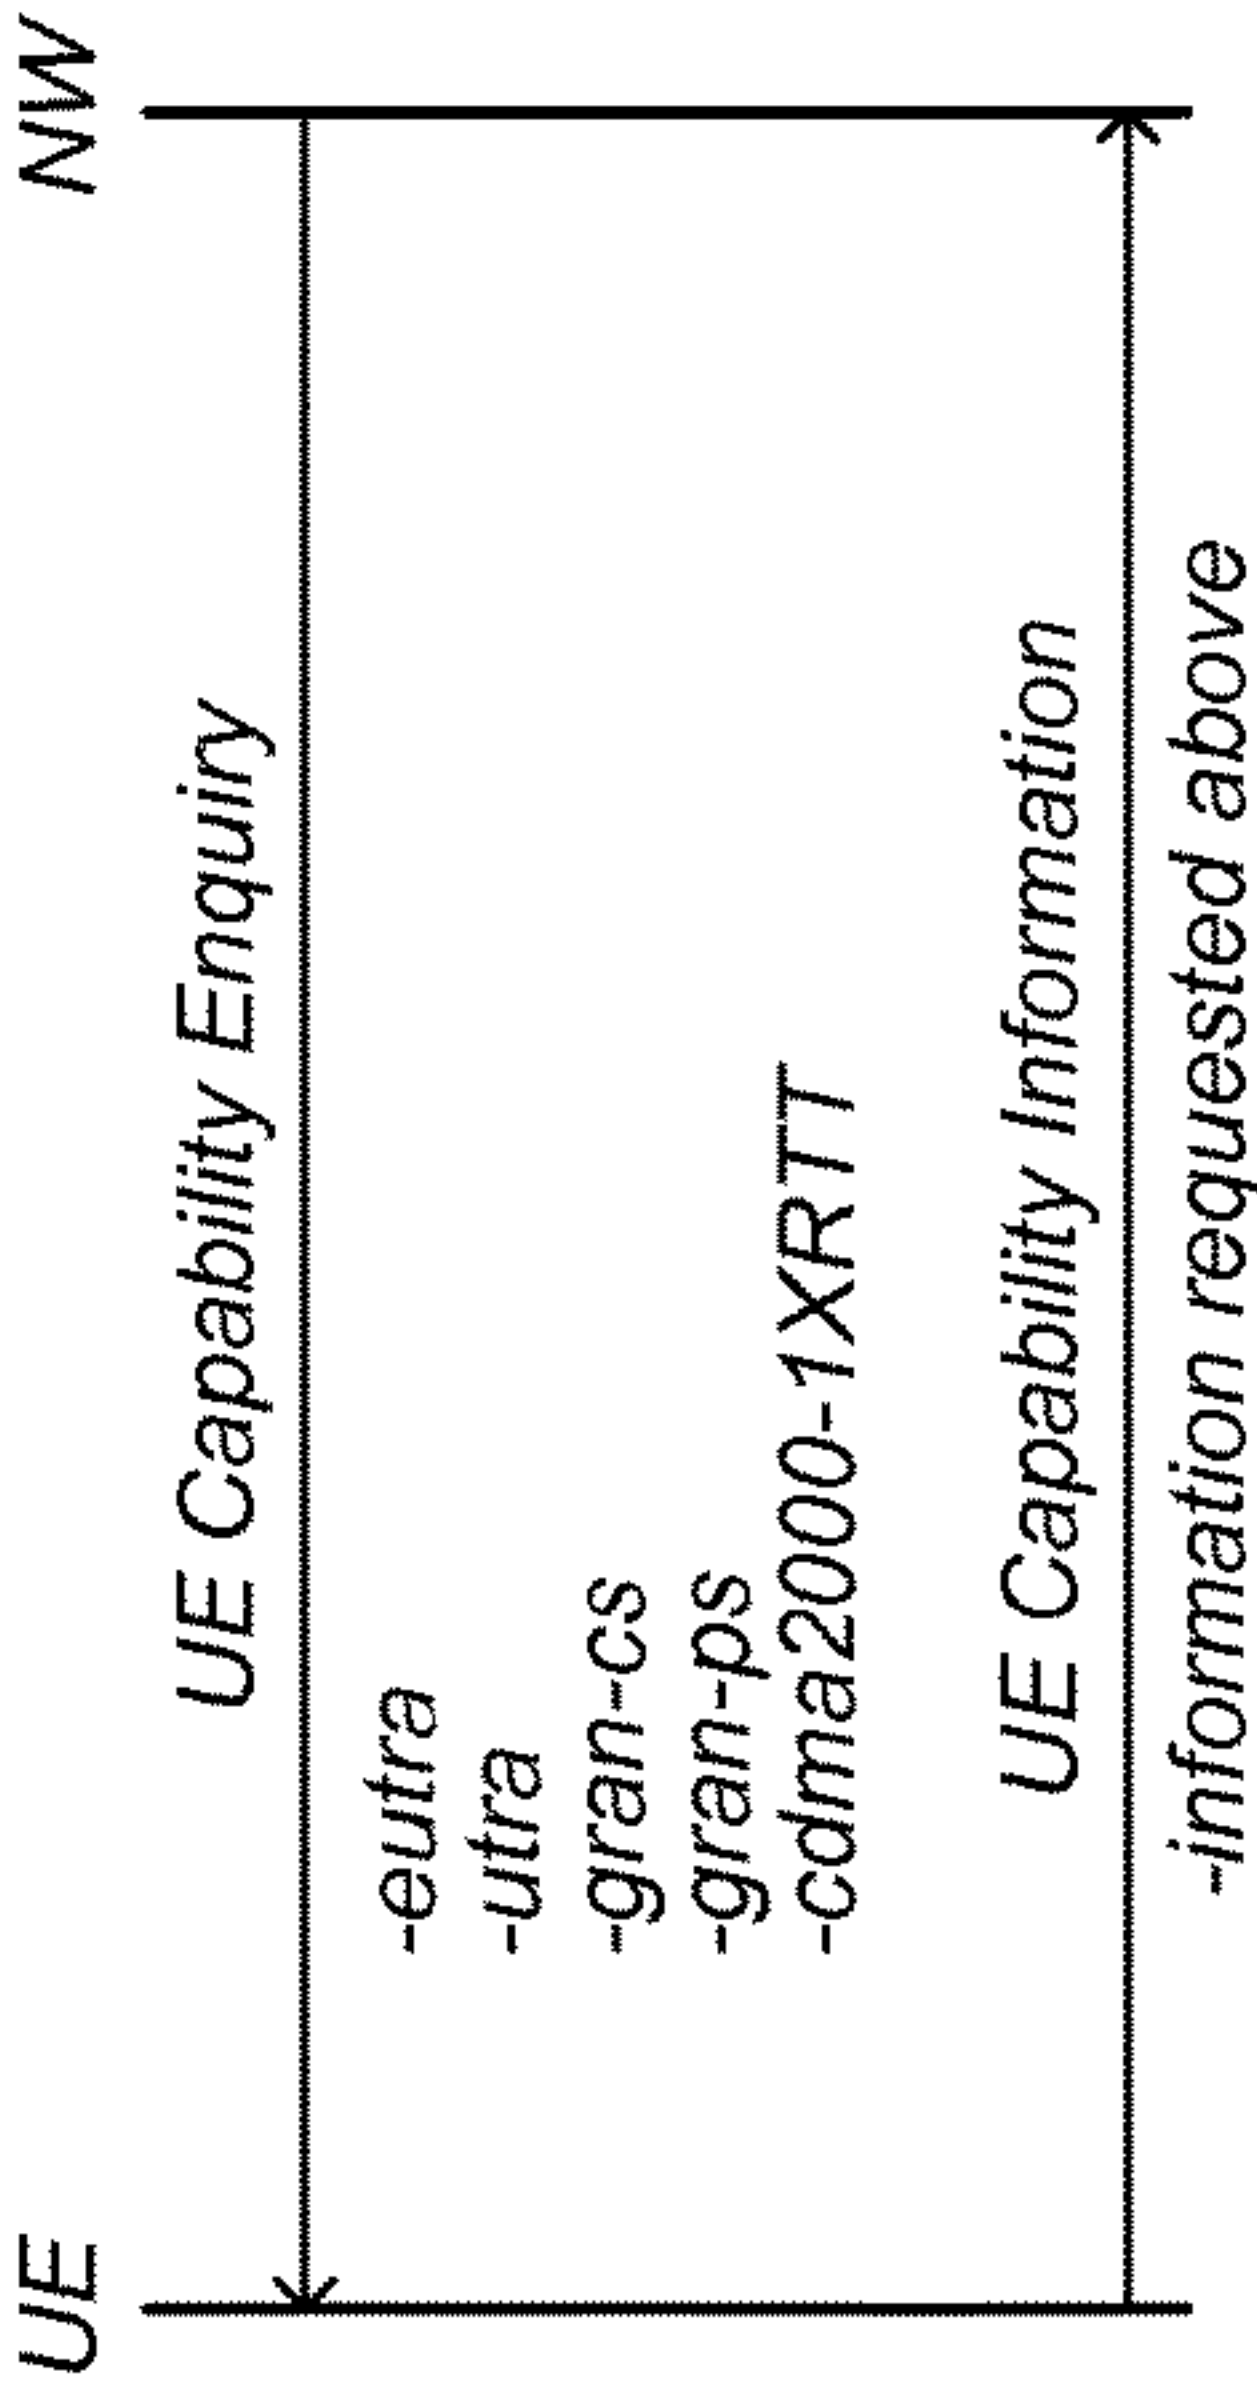 UE NW
UE Capability Enquiry
-eutra
-utra
-gran-cs
-gran-ps
-cdma2000-1XRTT
UE Capability Information
-information requested above